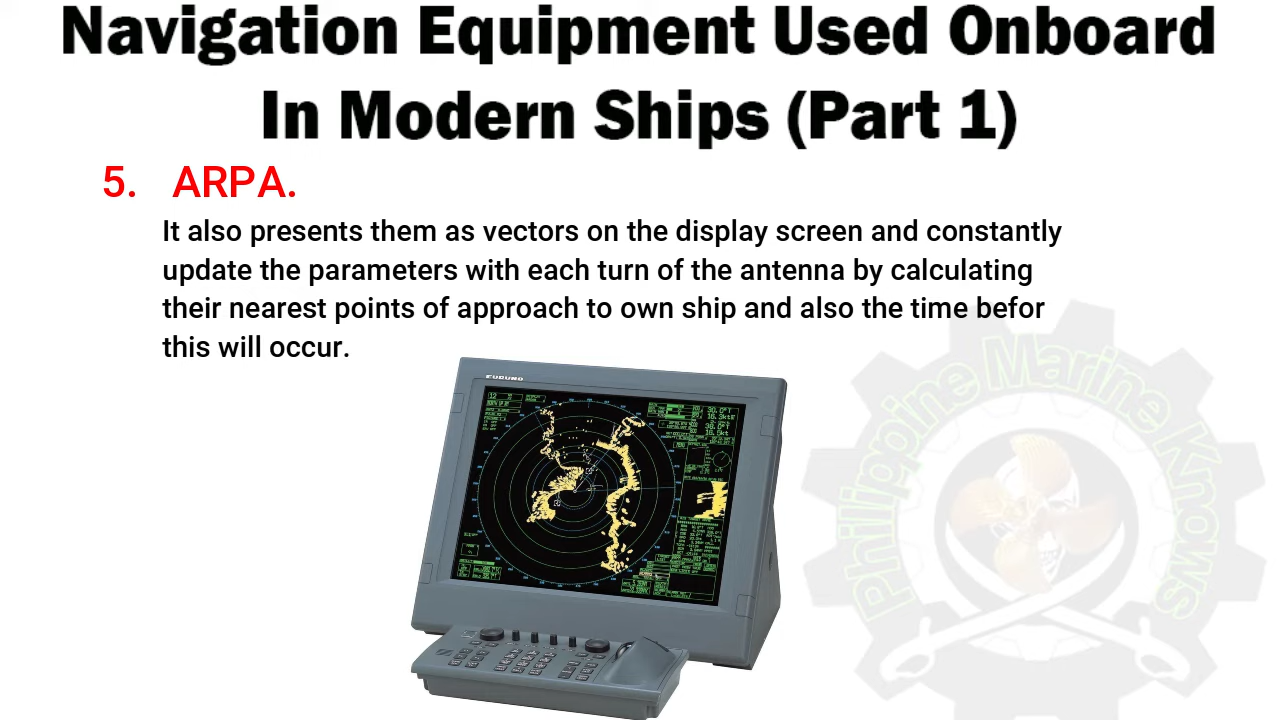 Navigation Equipment Used Onboard
In Modern Ships (Part 1)
5. ARPA.
It also presents them as vectors on the display screen and constantly
update the parameters with each turn of the antenna by calculating
their nearest points of approach to own ship and also the time befor
this will occur.
FURUNO
Philippine Marine Knows